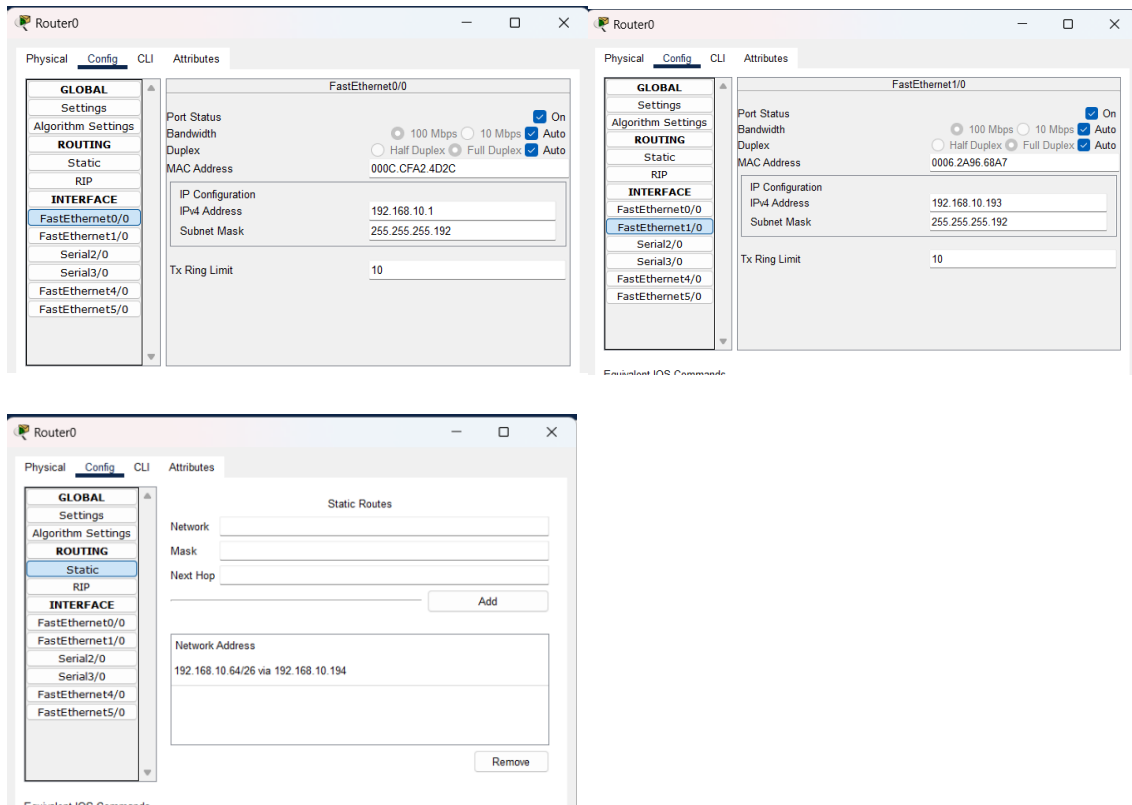 Router0
Physical Config CLI Attributes
GLOBAL
Settings
Algorithm Settings
ROUTING
Static
RIP
INTERFACE
FastEthernet0/0
FastEthernet1/0
Serial2/0
Serial3/0
FastEthernet4/0
FastEthernet5/0
FastEthernet0/0
Port Status On
Bandwidth 100 Mbps 10 Mbps Auto
Duplex Half Duplex Full Duplex Auto
MAC Address 000C.CFA2.4D2C
IP Configuration
IPv4 Address 192.168.10.1
Subnet Mask 255.255.255.192
Tx Ring Limit 10
Router0
Physical Config CLI Attributes
GLOBAL
Settings
Algorithm Settings
ROUTING
Static
RIP
INTERFACE
FastEthernet0/0
FastEthernet1/0
Serial2/0
Serial3/0
FastEthernet4/0
FastEthernet5/0
FastEthernet1/0
Port Status On
Bandwidth 100 Mbps 10 Mbps Auto
Duplex Half Duplex Full Duplex Auto
MAC Address 0006.2A96.68A7
IP Configuration
IPv4 Address 192.168.10.193
Subnet Mask 255.255.255.192
Tx Ring Limit 10
Equivalent IOS Commands
Router0
Physical Config CLI Attributes
GLOBAL
Settings
Algorithm Settings
ROUTING
Static
RIP
INTERFACE
FastEthernet0/0
FastEthernet1/0
Serial2/0
Serial3/0
FastEthernet4/0
FastEthernet5/0
Static Routes
Network
Mask
Next Hop
Add
Network Address
192.168.10.64/26 via 192.168.10.194
Remove
Equivalent IOS Commands